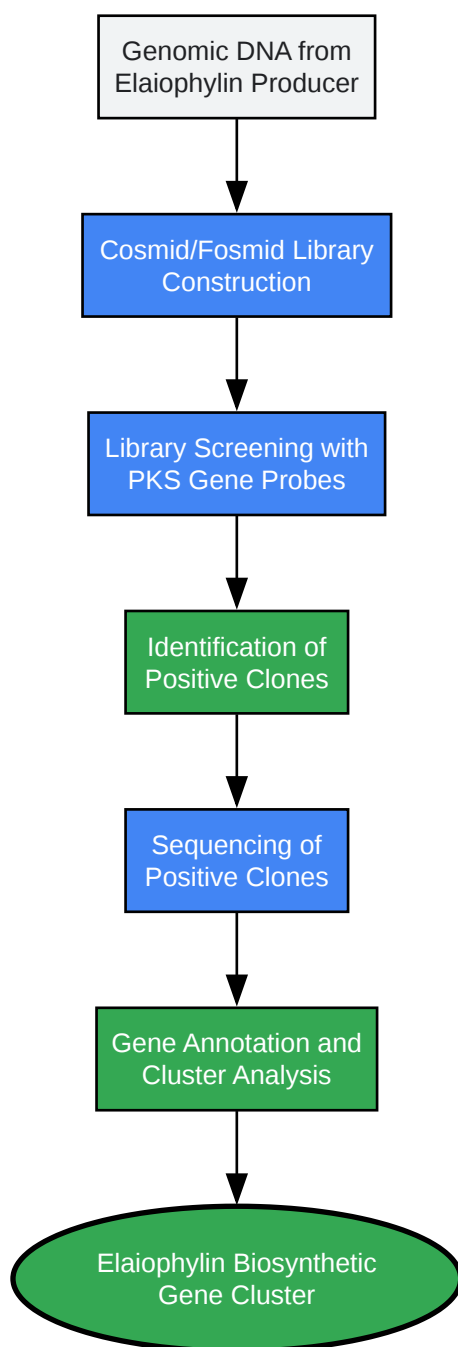 Genomic DNA from
Elaiophylin Producer
Cosmid/Fosmid Library
Construction
Library Screening with
PKS Gene Probes
Identification of
Positive Clones
Sequencing of
Positive Clones
Gene Annotation and
Cluster Analysis
Elaiophylin Biosynthetic
Gene Cluster